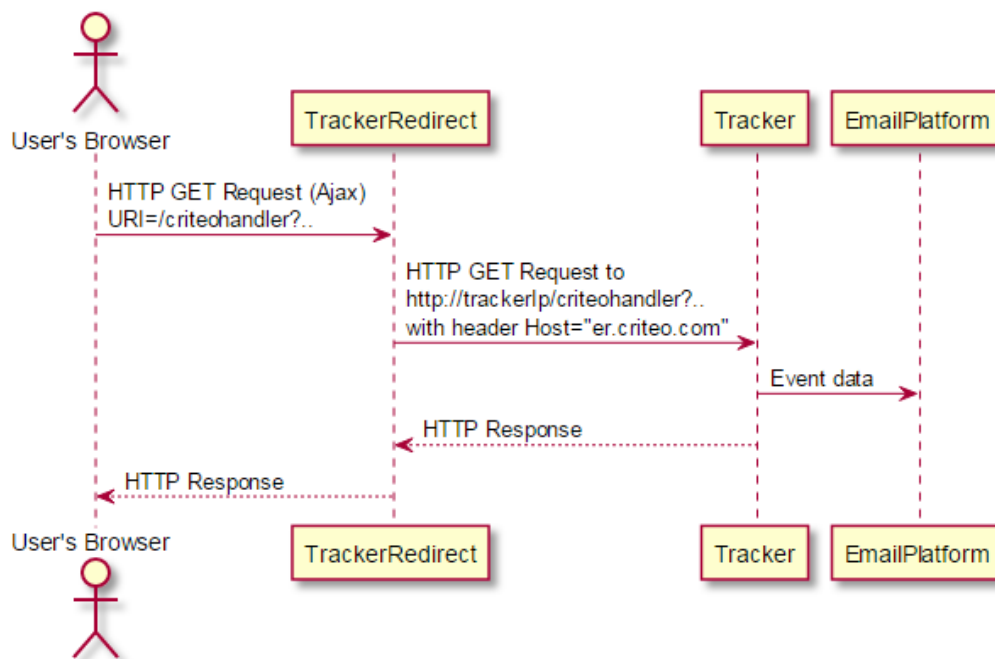 User's Browser
TrackerRedirect
Tracker
EmailPlatform
HTTP GET Request (Ajax)
URI=/criteohandler?..
HTTP GET Request to
http://trackerlp/criteohandler?..
with header Host="er.criteo.com"
Event data
HTTP Response
HTTP Response
User's Browser
TrackerRedirect
Tracker
EmailPlatform